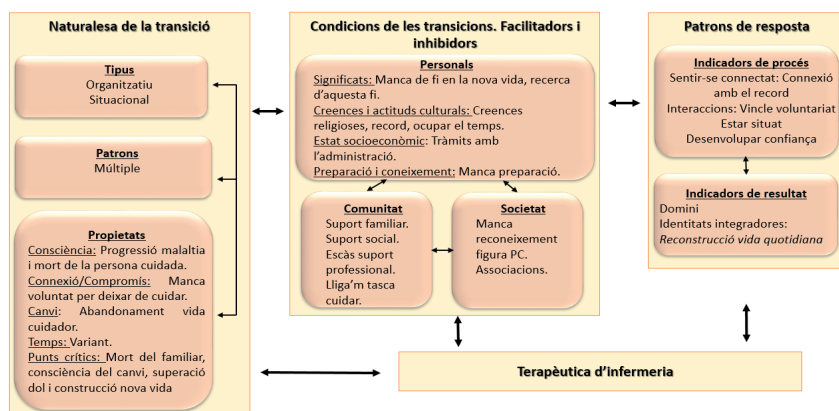 Naturalesa de la transició
Tipus
Organitzatiu
Situacional
Patrons
Múltiple
Propietats
Consciència: Progressió malaltia
i mort de la persona cuidada.
Connexió/Compromís: Manca
voluntat per deixar de cuidar.
Canvi: Abandonament vida
cuidador.
Temps: Variant.
Punts crítics: Mort del familiar,
consciència del canvi, superació
dol i construcció nova vida
Condicions de les transicions. Facilitadors i
inhibidors
Personals
Significats: Manca de fi en la nova vida, recerca
d'aquesta fi.
Creences i actituds culturals: Creences
religioses, record, ocupar el temps.
Estat socioeconòmic: Tràmits amb
l'administració.
Preparació i coneixement: Manca preparació.
Comunitat
Suport familiar.
Suport social.
Escàs suport
professional.
Lliga'm tasca
cuidar.
Societat
Manca
reconeixement
figura PC.
Associacions.
Patrons de resposta
Indicadors de procés
Sentir-se connectat: Connexió
amb el record
Interaccions: Vincle voluntariat
Estar situat
Desenvolupar confiança
Indicadors de resultat
Domini
Identitats integradores:
Reconstrucció vida quotidiana
Terapèutica d'infermeria